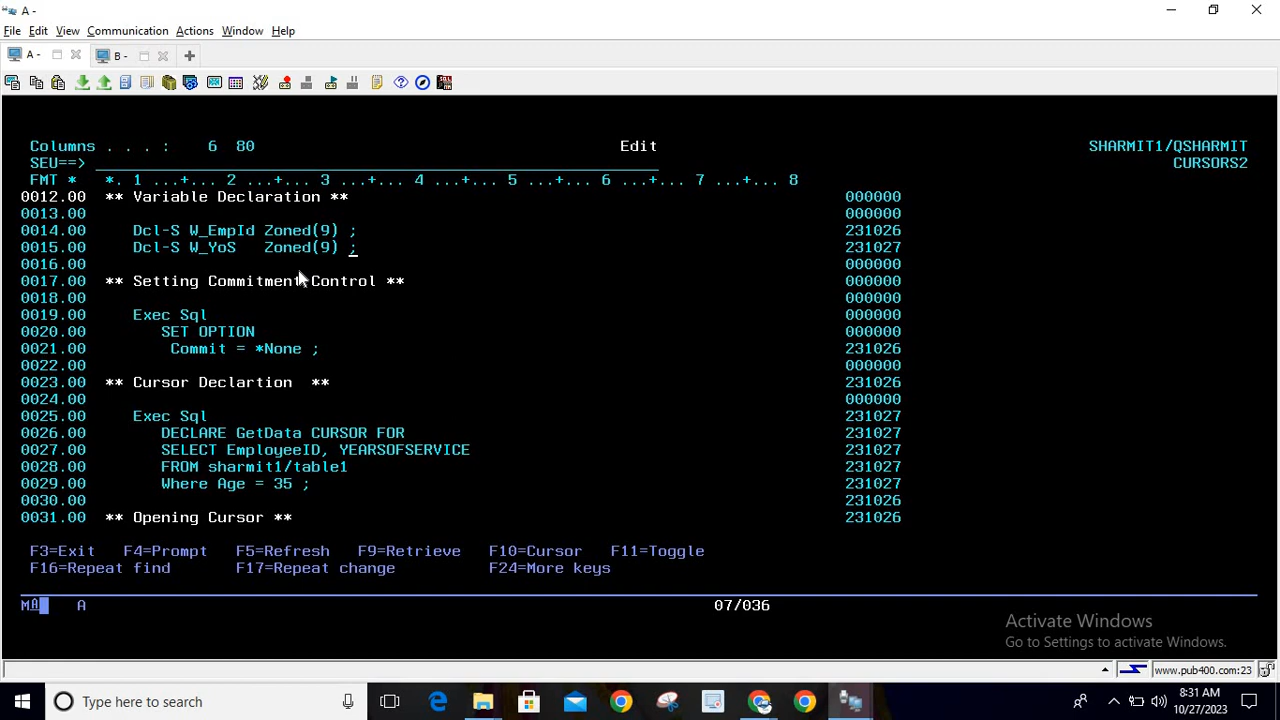 A -
File Edit View Communication Actions Window Help
A - B -
Columns . . . : 6 80 Edit SHARMIT1/QSHARMIT
SEU==> CURSORS2
FMT * *. 1 ...+... 2 ...+... 3 ...+... 4 ...+... 5 ...+... 6 ...+... 7 ...+... 8
0012.00 ** Variable Declaration ** 000000
0013.00 000000
0014.00 Dcl-S W_EmpId Zoned(9) ; 231026
0015.00 Dcl-S W_YoS Zoned(9) ; 231027
0016.00 000000
0017.00 ** Setting Commitment Control ** 000000
0018.00 000000
0019.00 Exec Sql 000000
0020.00 SET OPTION 000000
0021.00 Commit = *None ; 231026
0022.00 000000
0023.00 ** Cursor Declartion ** 231026
0024.00 000000
0025.00 Exec Sql 231027
0026.00 DECLARE GetData CURSOR FOR 231027
0027.00 SELECT EmployeeID, YEARSOFSERVICE 231027
0028.00 FROM sharmit1/table1 231027
0029.00 Where Age = 35 ; 231027
0030.00 231026
0031.00 ** Opening Cursor ** 231026
F3=Exit F4=Prompt F5=Refresh F9=Retrieve F10=Cursor F11=Toggle
F16=Repeat find F17=Repeat change F24=More keys
MA A 07/036
Activate Windows
Go to Settings to activate Windows.
www.pub400.com:23
Type here to search
8:31 AM
10/27/2023